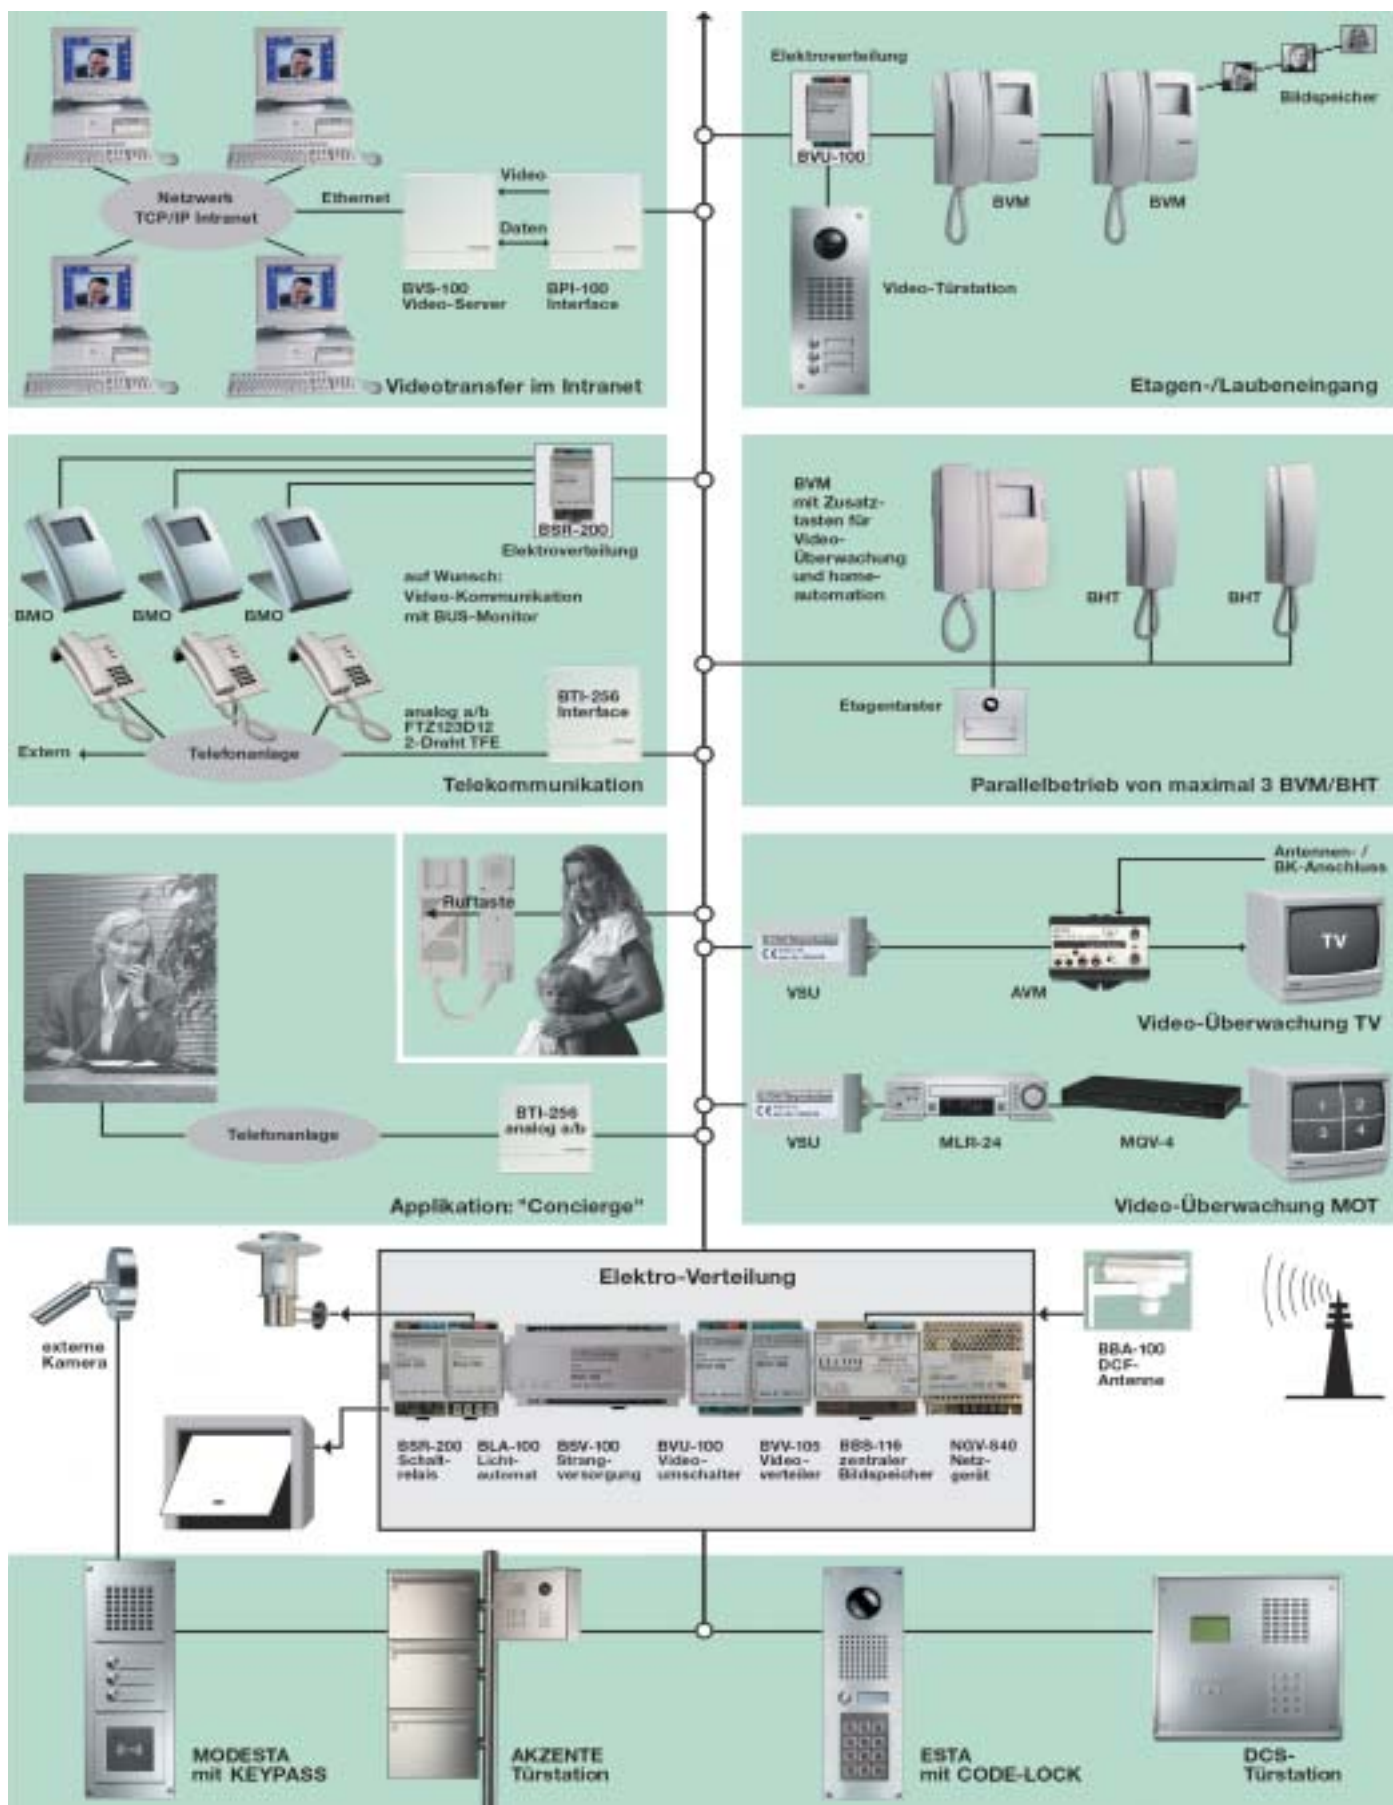 Netzwerk
TCP/IP Intranet
Ethernet
Video
Daten
BVS-100
Video-Server
BPI-100
Interface
Videotransfer im Intranet
Elektroverteilung
BVU-100
BVM
BVM
Bildspeicher
Video-Türstation
Etagen-/Laubeneingang
BSR-200
Elektroverteilung
BMO
BMO
BMO
auf Wunsch:
Video-Kommunikation
mit BUS-Monitor
BTI-256
Interface
analog a/b
FTZ123D12
2-Draht TFE
Extern
Telefonanlage
Telekommunikation
BVM
mit Zusatz-
tasten für
Video-
Überwachung
und home-
automation
BHT
BHT
Etagentaster
Parallelbetrieb von maximal 3 BVM/BHT
Ruftaste
Telefonanlage
BTI-256
analog a/b
Applikation: "Concierge"
Antennen- /
BK-Anschluss
VSU
AVM
TV
Video-Überwachung TV
VSU
MLR-24
MGV-4
1 2
3 4
Video-Überwachung MOT
externe
Kamera
Elektro-Verteilung
BSR-200
Schalt-
relais
BLA-100
Licht-
automat
BSV-100
Strang-
versorgung
BVU-100
Video-
umschalter
BVV-105
Video-
verteiler
BBS-116
zentraler
Bildspeicher
NGV-840
Netz-
gerät
BBA-100
DCF-
Antenne
MODESTA
mit KEYPASS
AKZENTE
Türstation
ESTA
mit CODE-LOCK
DCS-
Türstation